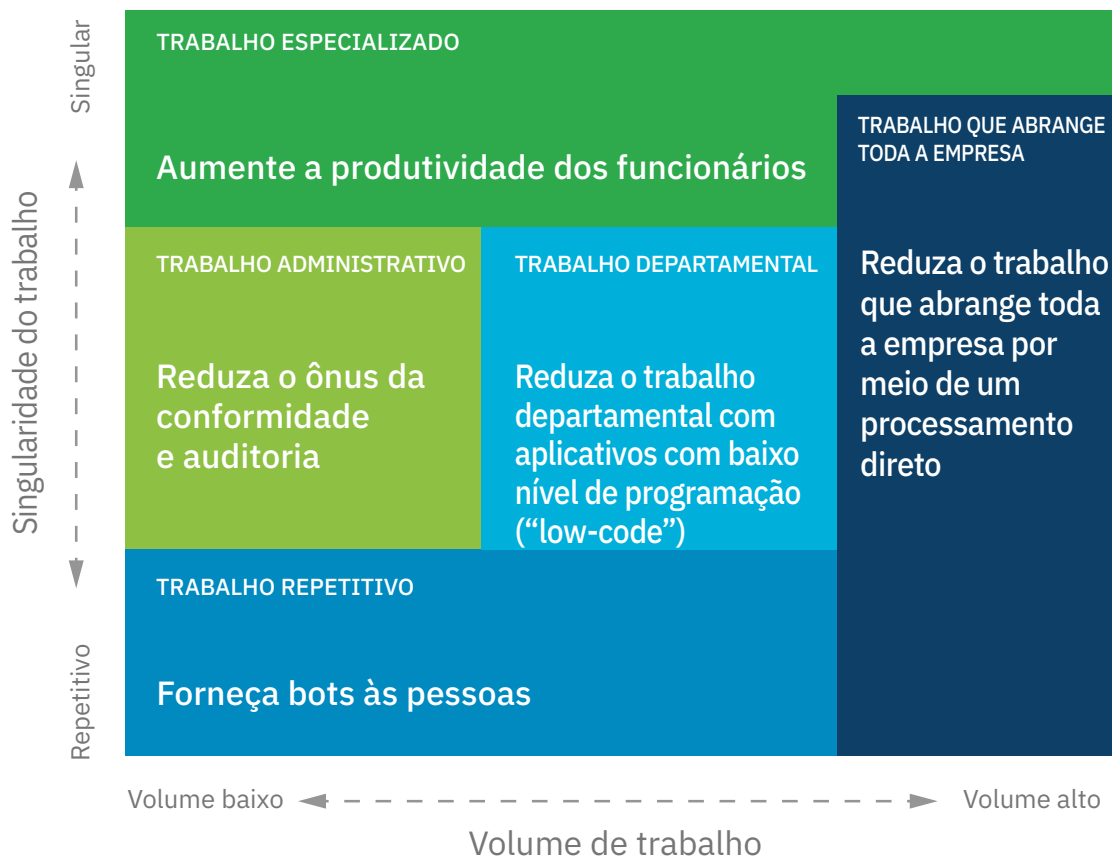 Singular
Singularidade do trabalho
Repetitivo
TRABALHO ESPECIALIZADO
Aumente a produtividade dos funcionários
TRABALHO QUE ABRANGE
TODA A EMPRESA
Reduza o trabalho
que abrange toda
a empresa por
meio de um
processamento
direto
TRABALHO ADMINISTRATIVO
Reduza o ônus da
conformidade
e auditoria
TRABALHO DEPARTAMENTAL
Reduza o trabalho
departamental com
aplicativos com baixo
nível de programação
(“low-code”)
TRABALHO REPETITIVO
Forneça bots às pessoas
Volume baixo
Volume alto
Volume de trabalho